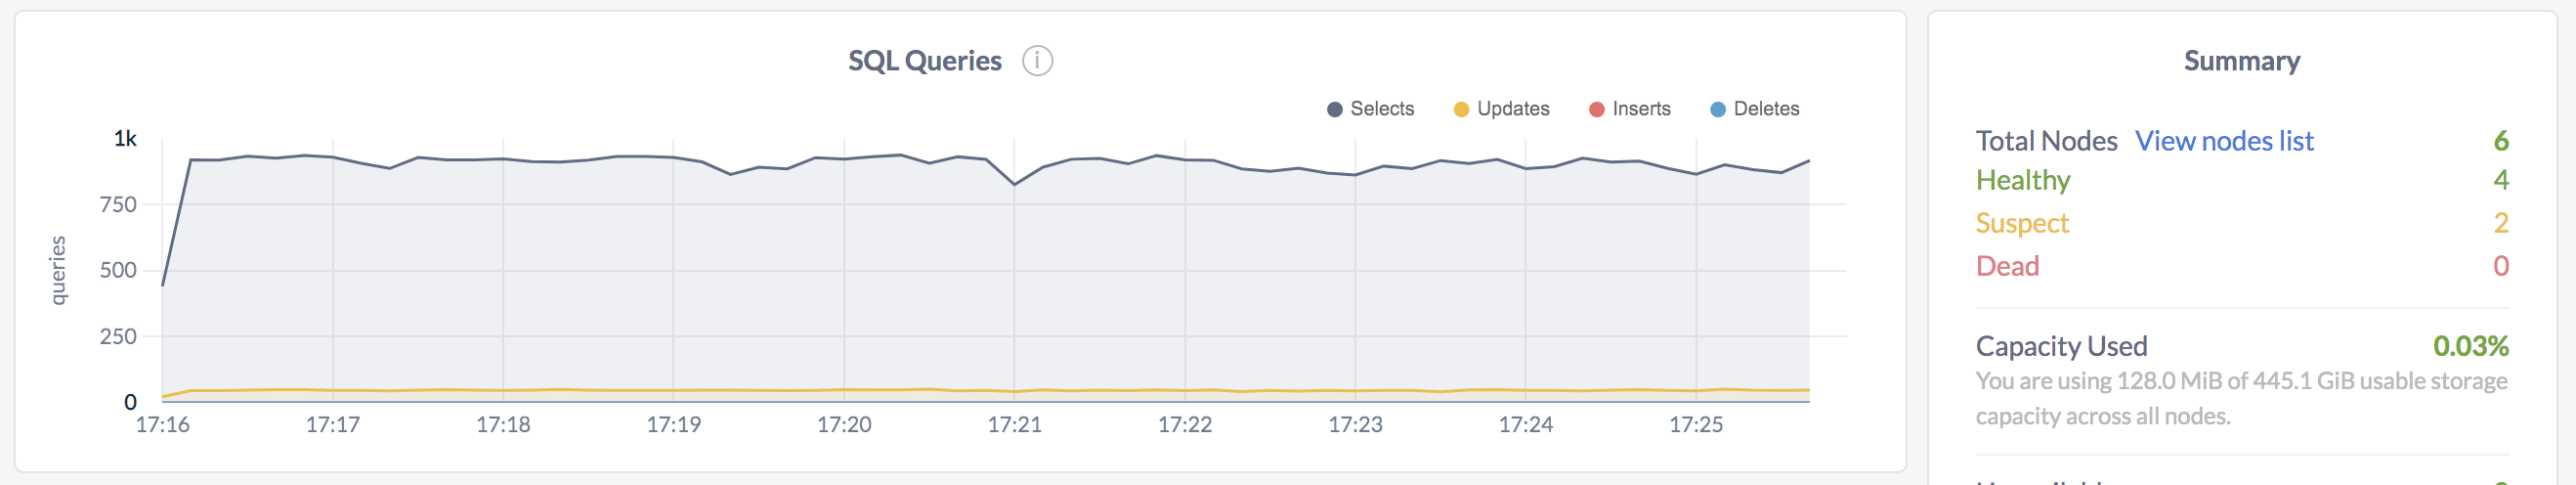 SQL Queries i
Selects Updates Inserts Deletes
1k
750
500
250
0
queries
17:16 17:17 17:18 17:19 17:20 17:21 17:22 17:23 17:24 17:25
Summary
Total Nodes View nodes list 6
Healthy 4
Suspect 2
Dead 0
Capacity Used 0.03%
You are using 128.0 MiB of 445.1 GiB usable storage
capacity across all nodes.